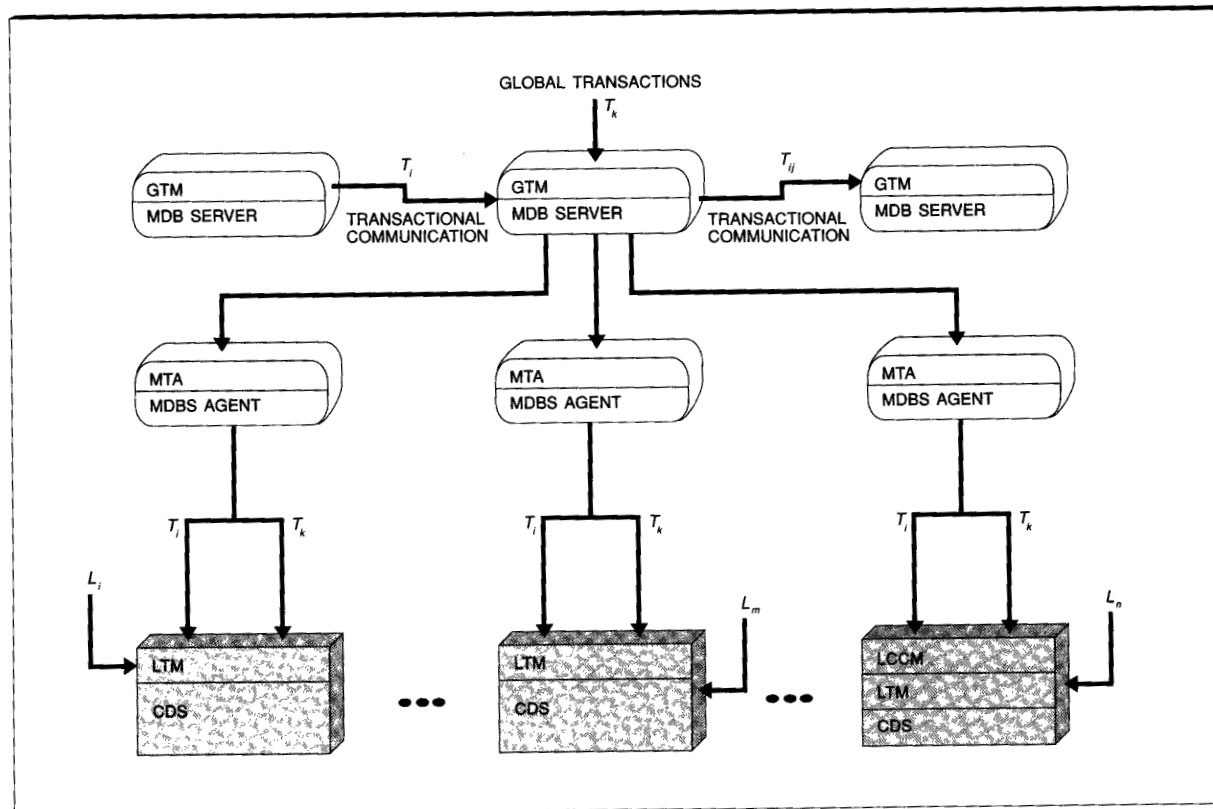 GLOBAL TRANSACTIONS
T_k
T_i
T_ij
GTM
MDB SERVER
TRANSACTIONAL
COMMUNICATION
GTM
MDB SERVER
TRANSACTIONAL
COMMUNICATION
GTM
MDB SERVER
MTA
MDBS AGENT
MTA
MDBS AGENT
MTA
MDBS AGENT
T_i
T_k
T_i
T_k
T_i
T_k
L_i
L_m
L_n
LTM
CDS
LTM
CDS
LCCM
LTM
CDS